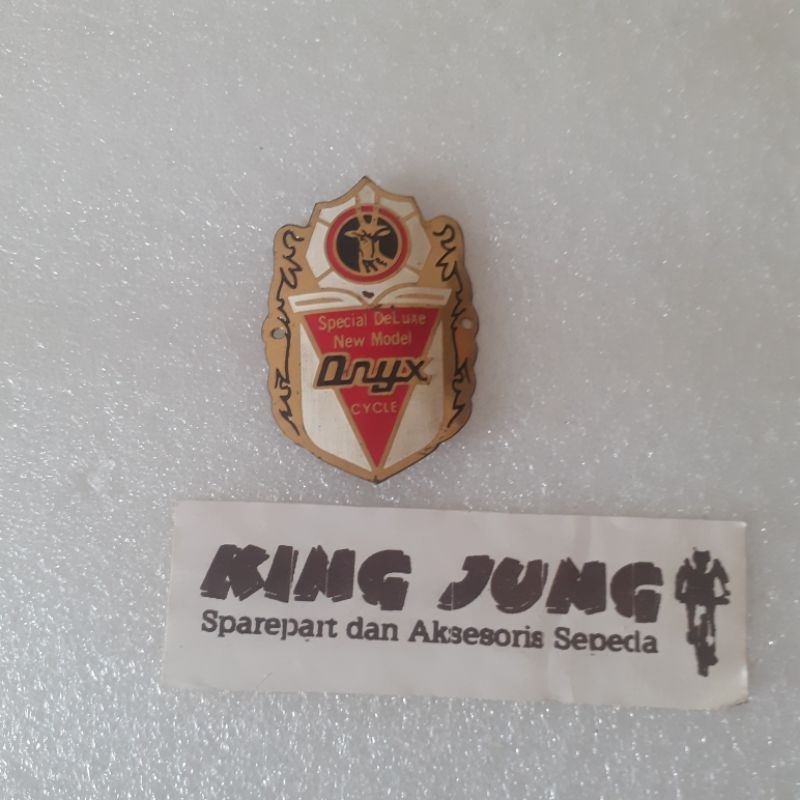 Special DeLuxe
New Model
Onyx
CYCLE
KING JUNG
Sparepart dan Aksesoris Sepeda